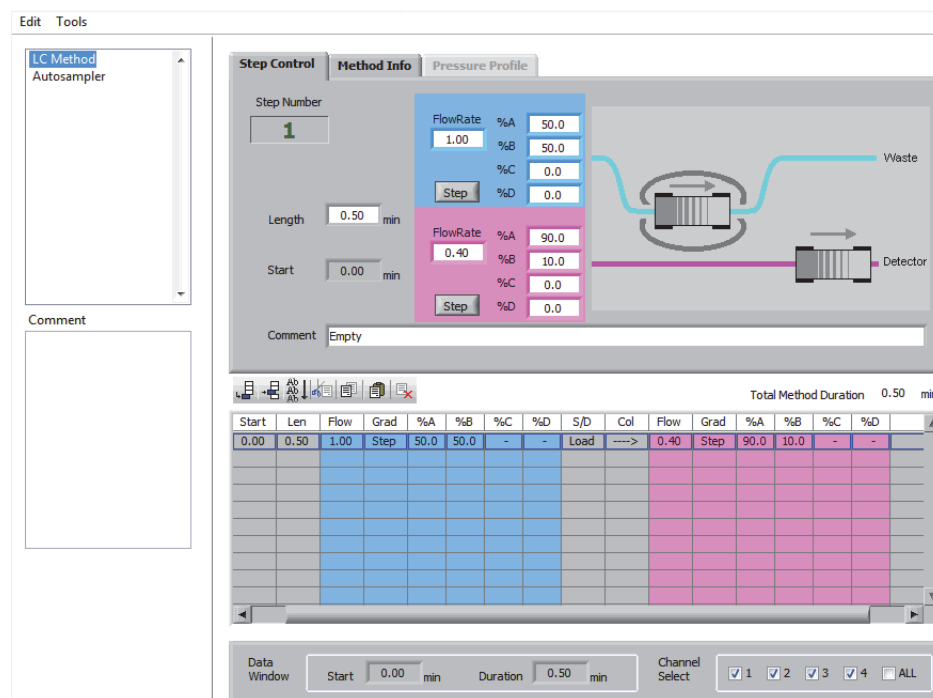 Edit Tools
LC Method
Autosampler
Comment
Step Control Method Info Pressure Profile
Step Number
1
Length 0.50 min
Start 0.00 min
FlowRate
1.00
Step
%A 50.0
%B 50.0
%C 0.0
%D 0.0
FlowRate
0.40
Step
%A 90.0
%B 10.0
%C 0.0
%D 0.0
Waste
Detector
Comment Empty
Ab
Ab
Ab
Total Method Duration 0.50 min
Start Len Flow Grad %A %B %C %D S/D Col Flow Grad %A %B %C %D
0.00 0.50 1.00 Step 50.0 50.0 - - Load ----> 0.40 Step 90.0 10.0 - -
Data
Window
Start 0.00 min Duration 0.50 min
Channel
Select
1 2 3 4 ALL